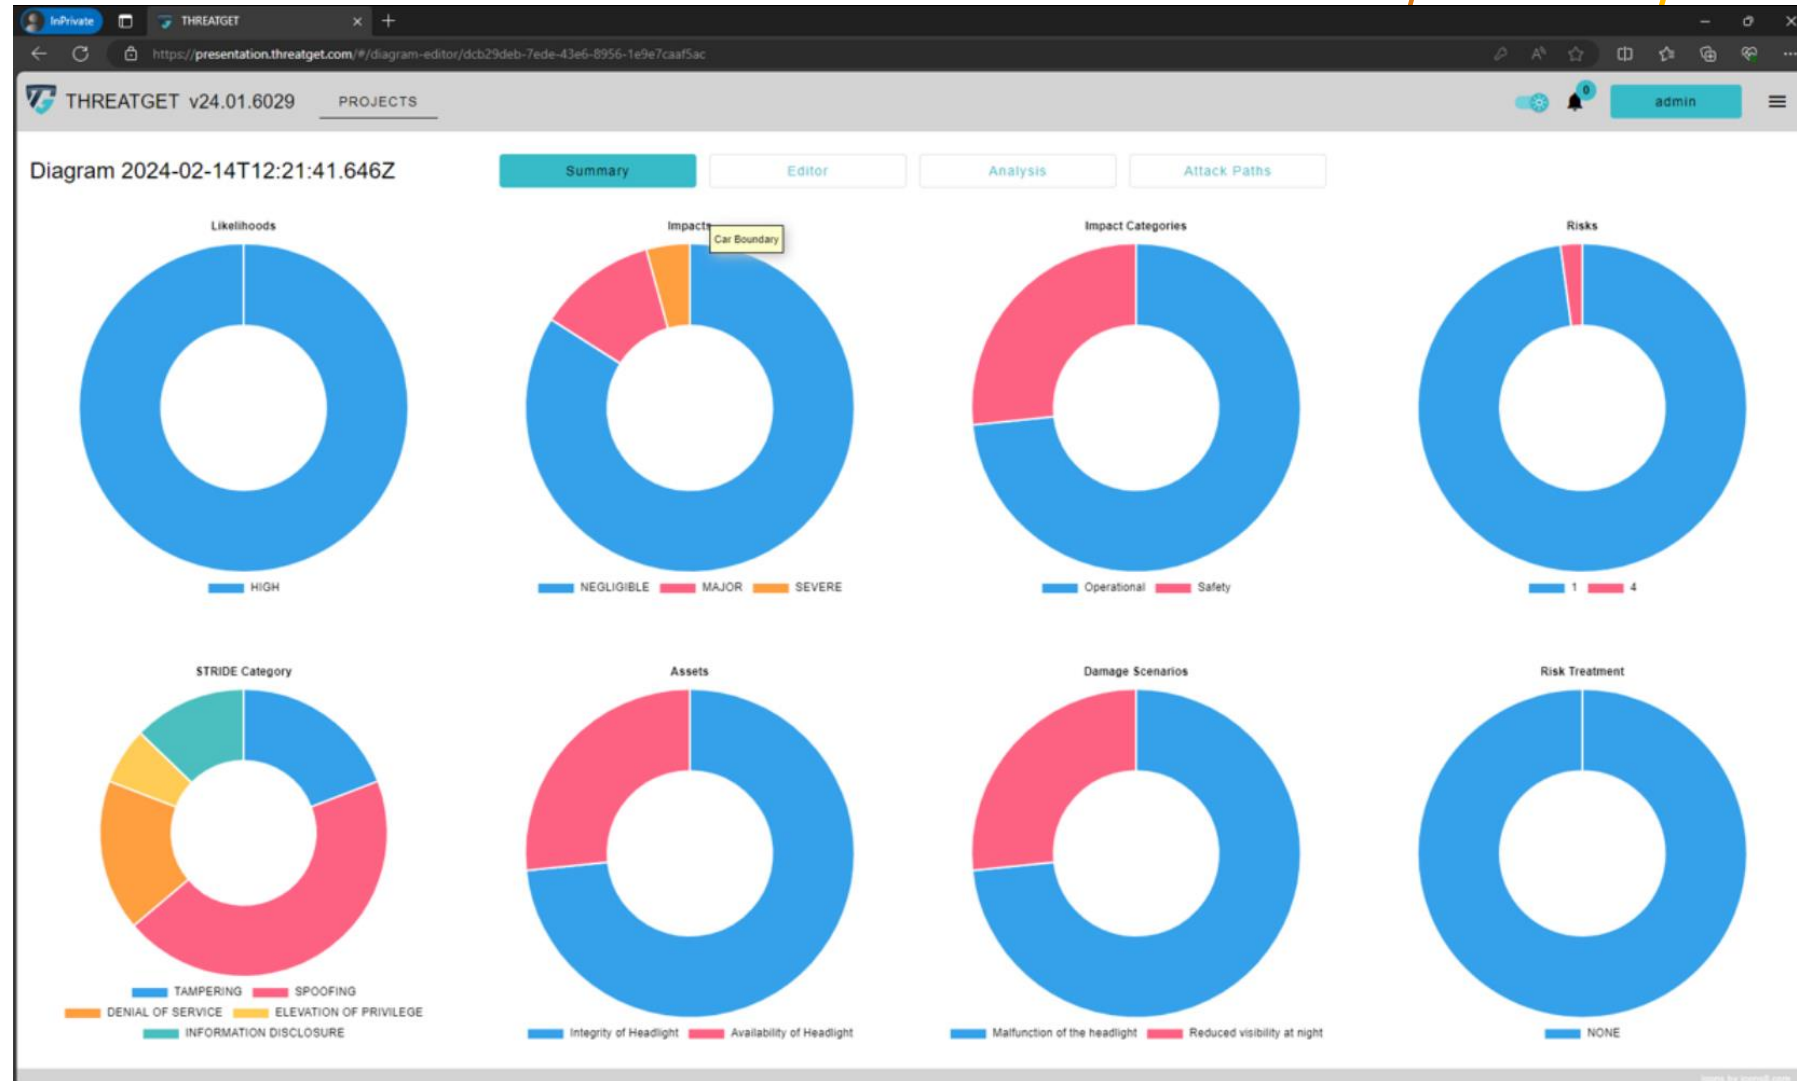 InPrivate THREATGET
https://presentation.threatget.com/#/diagram-editor/dcb29deb-7ede-43e6-8956-1e9e7caaf5ac
THREATGET v24.01.6029 PROJECTS 0 admin
Diagram 2024-02-14T12:21:41.646Z Summary Editor Analysis Attack Paths
Likelihoods Impacts Impact Categories Risks
Car Boundary
HIGH NEGLIGIBLE MAJOR SEVERE Operational Safety 1 4
STRIDE Category Assets Damage Scenarios Risk Treatment
TAMPERING SPOOFING
DENIAL OF SERVICE ELEVATION OF PRIVILEGE
INFORMATION DISCLOSURE Integrity of Headlight Availability of Headlight Malfunction of the headlight Reduced visibility at night NONE